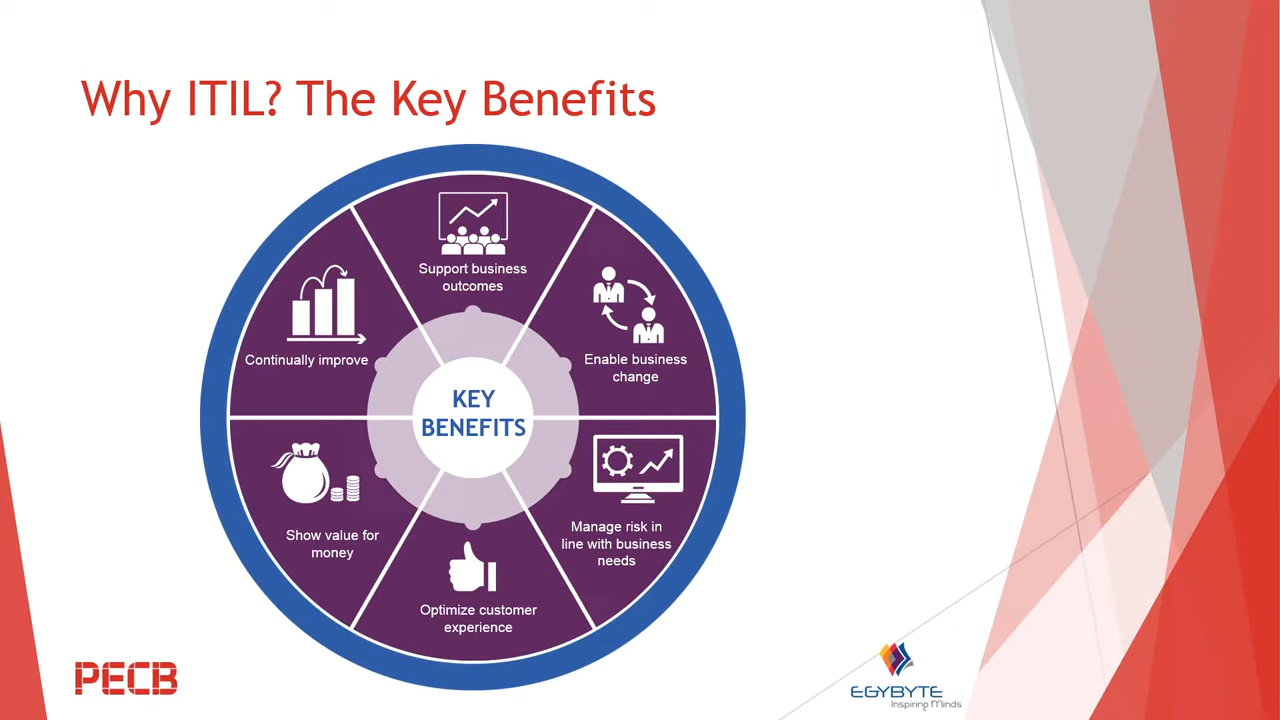 Why ITIL? The Key Benefits
Support business
outcomes
Enable business
change
Manage risk in
line with business
needs
Optimize customer
experience
Show value for
money
Continually improve
KEY
BENEFITS
PECB
EGYBYTE
Inspiring Minds